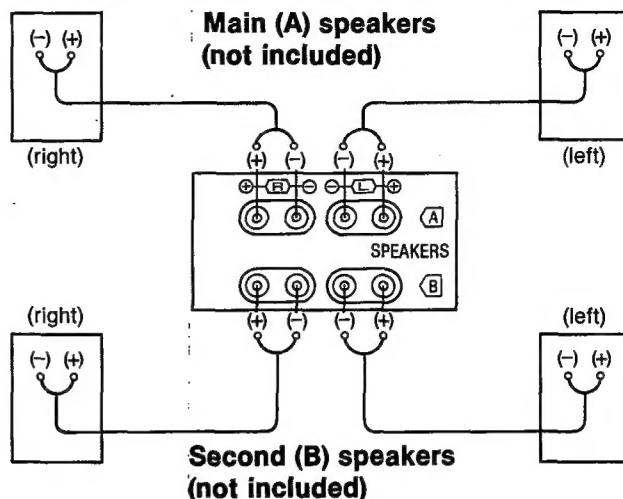 Main (A) speakers
(not included)
(−) (+)
(−) (+)
(right)
(left)
(+) (−) (−) (+)
⊕ R ⊖ ⊖ L ⊕
A
SPEAKERS
B
(right)
(left)
(+) (−) (−) (+)
(−) (+)
(−) (+)
Second (B) speakers
(not included)